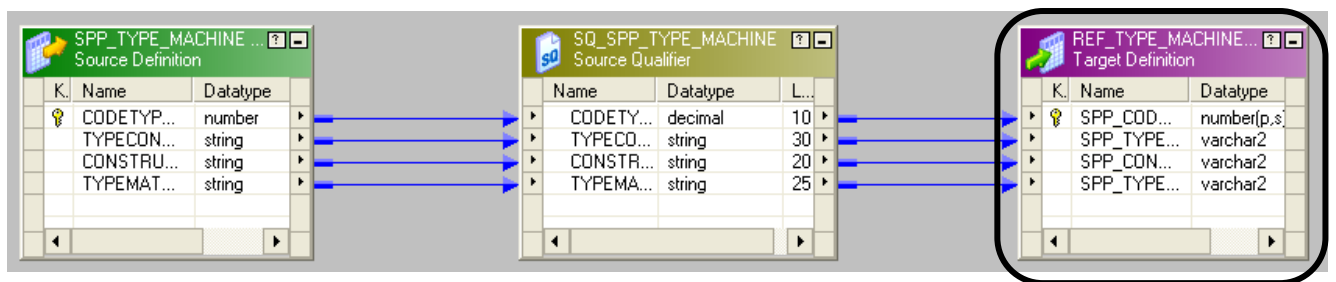 SPP_TYPE_MACHINE ...
Source Definition
K. Name Datatype
CODETYP... number
TYPECON... string
CONSTRU... string
TYPEMAT... string
SQ_SPP_TYPE_MACHINE
SQ Source Qualifier
Name Datatype L...
CODETY... decimal 10
TYPECO... string 30
CONSTR... string 20
TYPEMA... string 25
REF_TYPE_MACHINE...
Target Definition
K. Name Datatype
SPP_COD... number(p,s)
SPP_TYPE... varchar2
SPP_CON... varchar2
SPP_TYPE... varchar2